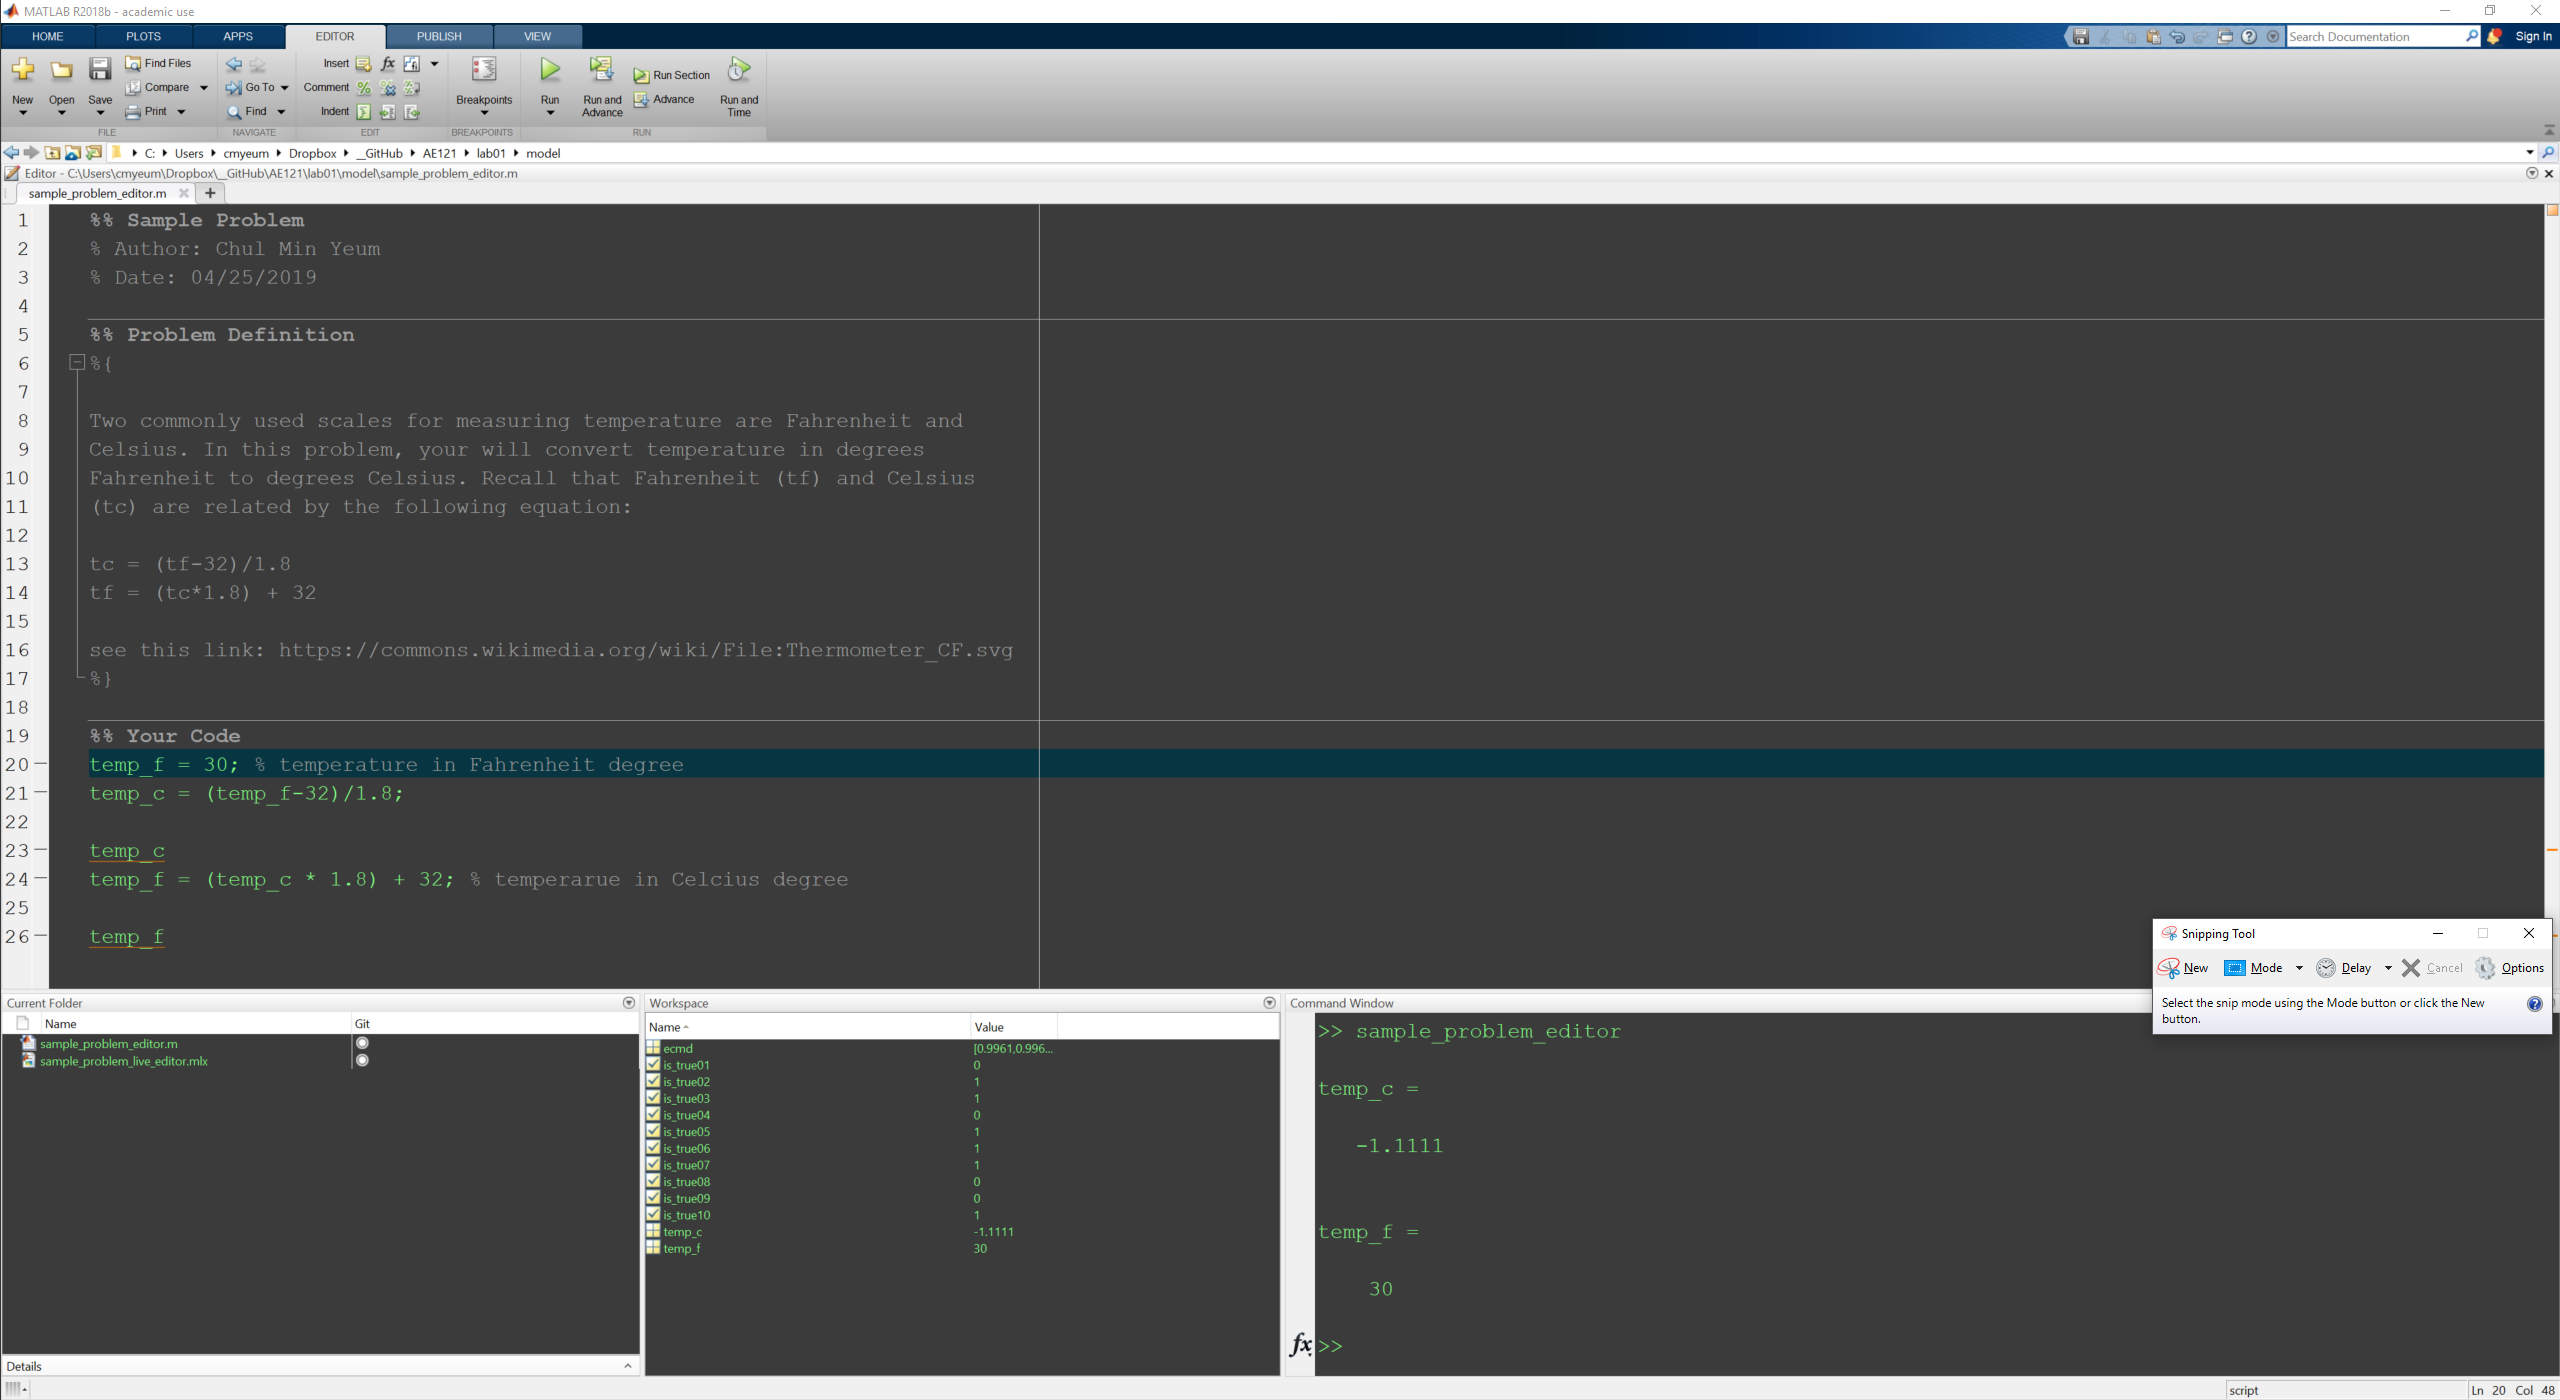 MATLAB R2018b - academic use
HOME PLOTS APPS EDITOR PUBLISH VIEW
Search Documentation
Sign In
New Open Save Find Files Compare Print
FILE
Go To Find
NAVIGATE
Insert fx
Comment
Indent
EDIT
Breakpoints
BREAKPOINTS
Run
Run and Advance
Run Section
Advance
Run and Time
RUN
C: Users cmyeum Dropbox __GitHub AE121 lab01 model
Editor - C:\Users\cmyeum\Dropbox\__GitHub\AE121\lab01\model\sample_problem_editor.m
sample_problem_editor.m
1 %% Sample Problem
2 % Author: Chul Min Yeum
3 % Date: 04/25/2019
4
5 %% Problem Definition
6 %{
7
8 Two commonly used scales for measuring temperature are Fahrenheit and
9 Celsius. In this problem, your will convert temperature in degrees
10 Fahrenheit to degrees Celsius. Recall that Fahrenheit (tf) and Celsius
11 (tc) are related by the following equation:
12
13 tc = (tf-32)/1.8
14 tf = (tc*1.8) + 32
15
16 see this link: https://commons.wikimedia.org/wiki/File:Thermometer_CF.svg
17 %}
18
19 %% Your Code
20 temp_f = 30; % temperature in Fahrenheit degree
21 temp_c = (temp_f-32)/1.8;
22
23 temp_c
24 temp_f = (temp_c * 1.8) + 32; % temperarue in Celcius degree
25
26 temp_f
Snipping Tool
New Mode Delay Cancel Options
Select the snip mode using the Mode button or click the New
button.
Current Folder
Name Git
sample_problem_editor.m
sample_problem_live_editor.mlx
Details
Workspace
Name Value
ecmd [0.9961,0.996...
is_true01 0
is_true02 1
is_true03 1
is_true04 0
is_true05 1
is_true06 1
is_true07 1
is_true08 0
is_true09 0
is_true10 1
temp_c -1.1111
temp_f 30
Command Window
>> sample_problem_editor
temp_c =
-1.1111
temp_f =
30
fx >>
script
Ln 20 Col 48